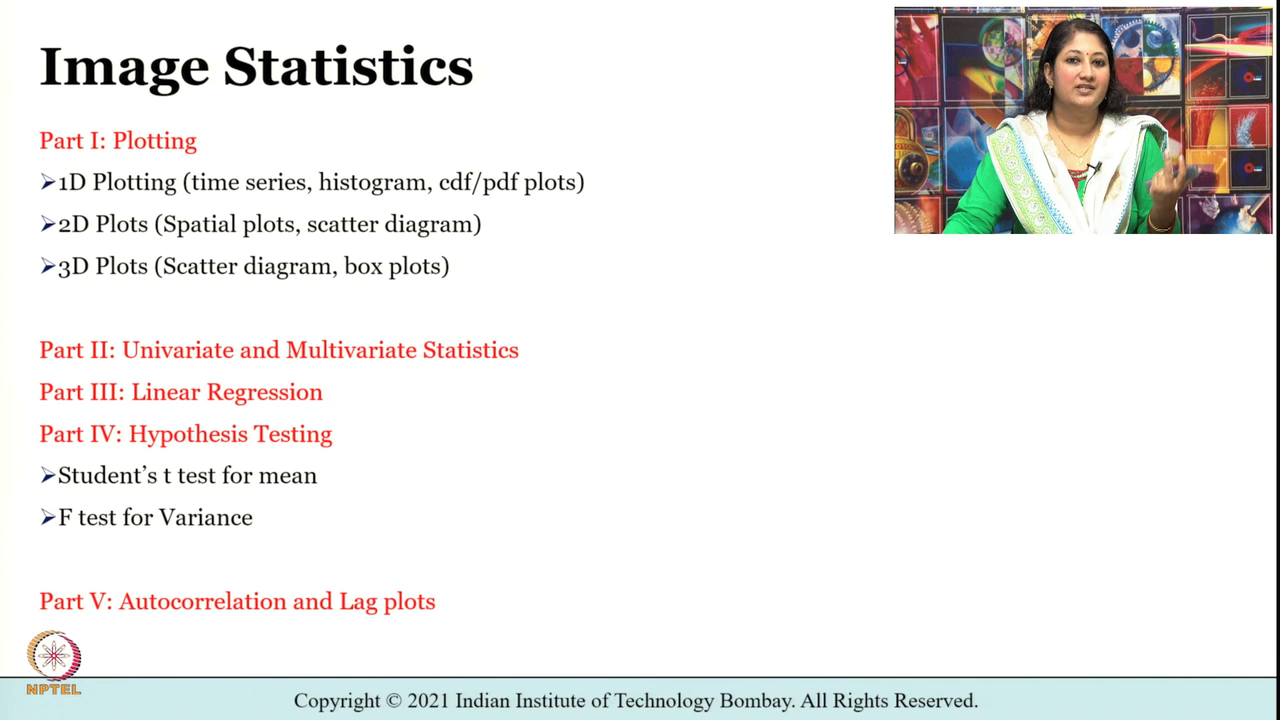 Image Statistics
Part I: Plotting
➢1D Plotting (time series, histogram, cdf/pdf plots)
➢2D Plots (Spatial plots, scatter diagram)
➢3D Plots (Scatter diagram, box plots)
Part II: Univariate and Multivariate Statistics
Part III: Linear Regression
Part IV: Hypothesis Testing
➢Student’s t test for mean
➢F test for Variance
Part V: Autocorrelation and Lag plots
NPTEL
Copyright © 2021 Indian Institute of Technology Bombay. All Rights Reserved.